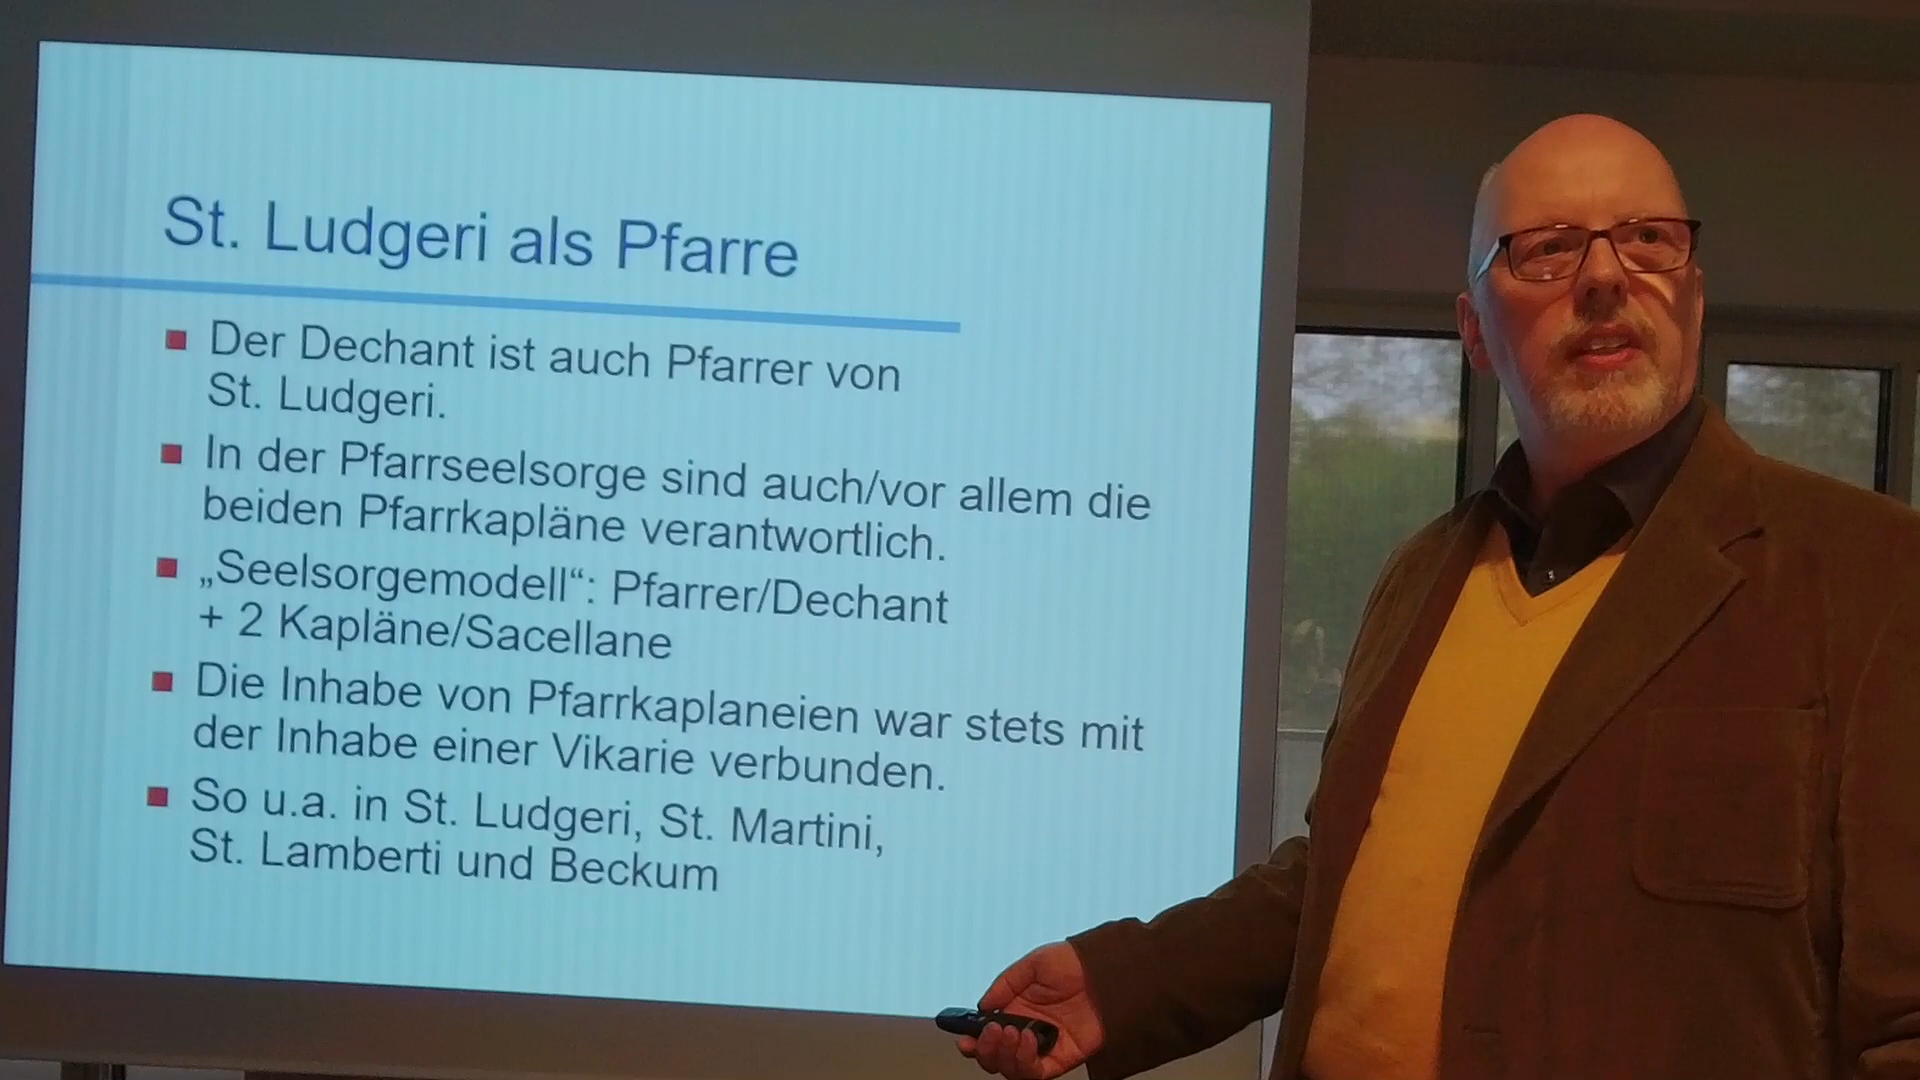 St. Ludgeri als Pfarre
Der Dechant ist auch Pfarrer von
St. Ludgeri.
In der Pfarrseelsorge sind auch/vor allem die
beiden Pfarrkapläne verantwortlich.
„Seelsorgemodell“: Pfarrer/Dechant
+ 2 Kapläne/Sacellane
Die Inhabe von Pfarrkaplaneien war stets mit
der Inhabe einer Vikarie verbunden.
So u.a. in St. Ludgeri, St. Martini,
St. Lamberti und Beckum